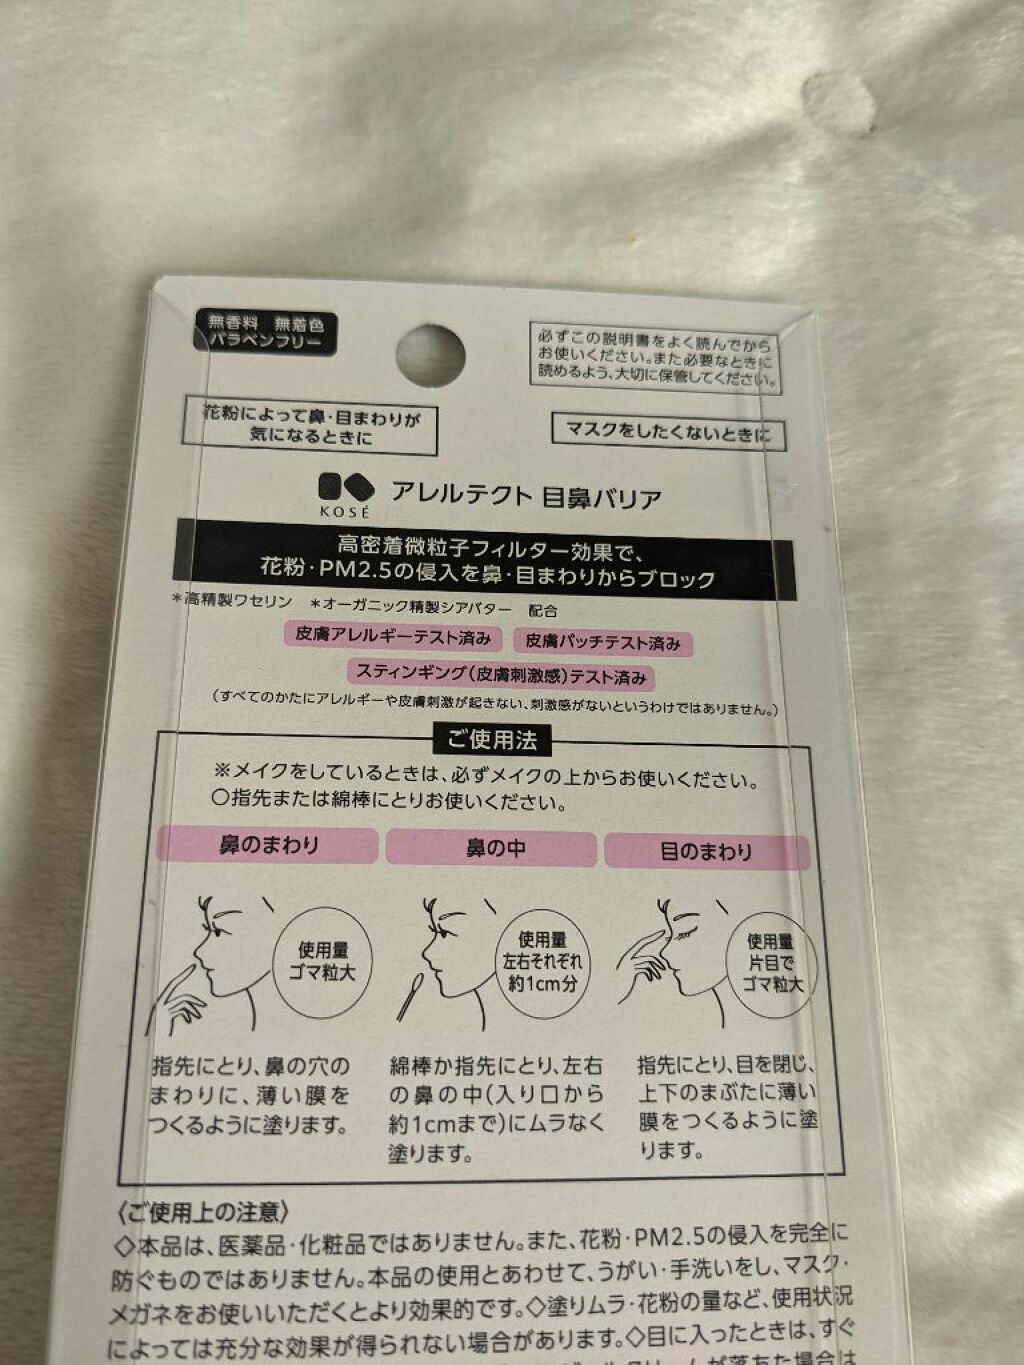 無香料 無着色
パラベンフリー
必ずこの説明書をよく読んでから
お使いください。また必要なときに
読めるよう、大切に保管してください。
花粉によって鼻・目まわりが
気になるときに
マスクをしたくないときに
KOSÉ
アレルテクト 目鼻バリア
高密着微粒子フィルター効果で、
花粉・PM2.5の侵入を鼻・目まわりからブロック
*高精製ワセリン *オーガニック精製シアバター 配合
皮膚アレルギーテスト済み
皮膚パッチテスト済み
スティンギング(皮膚刺激感)テスト済み
(すべてのかたにアレルギーや皮膚刺激が起きない、刺激感がないというわけではありません。)
ご使用法
※メイクをしているときは、必ずメイクの上からお使いください。
○指先または綿棒にとりお使いください。
鼻のまわり
使用量
ゴマ粒大
指先にとり、鼻の穴の
まわりに、薄い膜を
つくるように塗ります。
鼻の中
使用量
左右それぞれ
約1cm分
綿棒か指先にとり、左右
の鼻の中(入り口から
約1cmまで)にムラなく
塗ります。
目のまわり
使用量
片目で
ゴマ粒大
指先にとり、目を閉じ、
上下のまぶたに薄い
膜をつくるように塗
ります。
〈ご使用上の注意〉
◇本品は、医薬品・化粧品ではありません。また、花粉・PM2.5の侵入を完全に
防ぐものではありません。本品の使用とあわせて、うがい・手洗いをし、マスク・
メガネをお使いいただくとより効果的です。◇塗りムラ・花粉の量など、使用状況
によっては充分な効果が得られない場合があります。◇目に入ったときは、すぐ